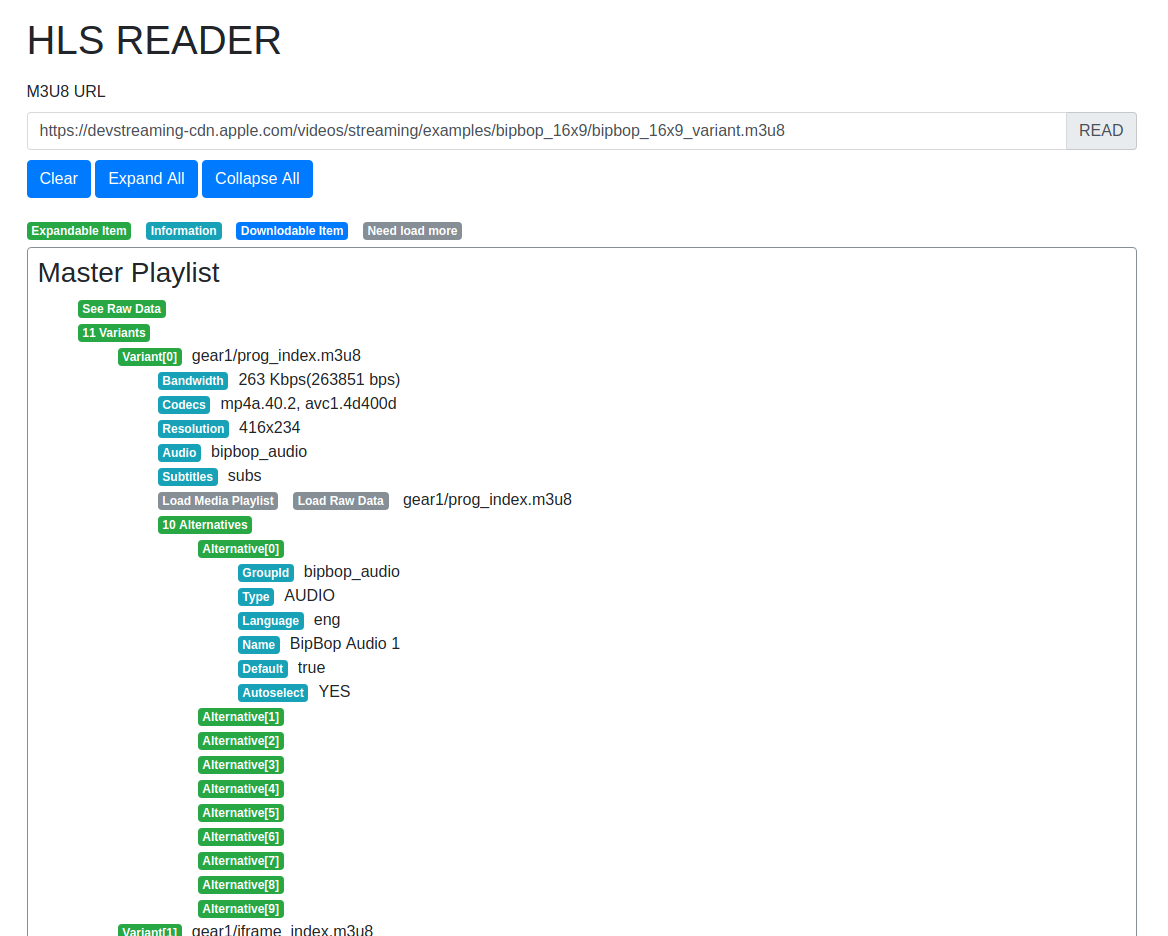 HLS READER
M3U8 URL
https://devstreaming-cdn.apple.com/videos/streaming/examples/bipbop_16x9/bipbop_16x9_variant.m3u8 READ
Clear Expand All Collapse All
Expandable Item Information Downlodable Item Need load more
Master Playlist
See Raw Data
11 Variants
Variant[0] gear1/prog_index.m3u8
Bandwidth 263 Kbps(263851 bps)
Codecs mp4a.40.2, avc1.4d400d
Resolution 416x234
Audio bipbop_audio
Subtitles subs
Load Media Playlist Load Raw Data gear1/prog_index.m3u8
10 Alternatives
Alternative[0]
GroupId bipbop_audio
Type AUDIO
Language eng
Name BipBop Audio 1
Default true
Autoselect YES
Alternative[1]
Alternative[2]
Alternative[3]
Alternative[4]
Alternative[5]
Alternative[6]
Alternative[7]
Alternative[8]
Alternative[9]
Variant[1] gear1/iframe_index.m3u8